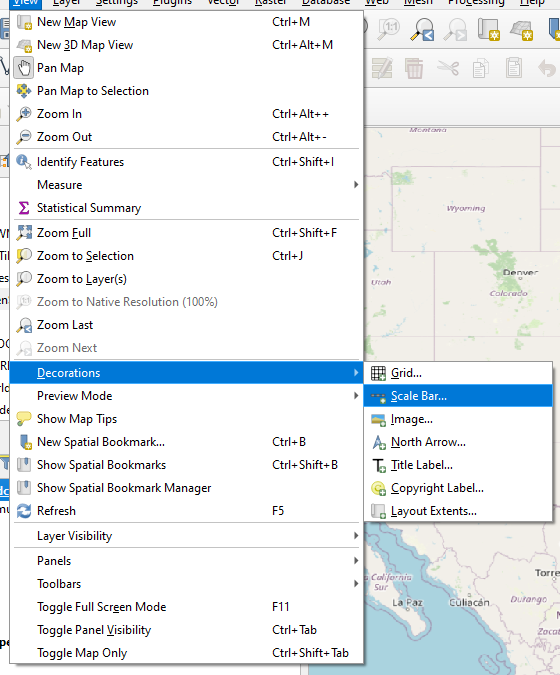 View Layer Settings Plugins Vector Raster Database Web Mesh Processing Help
New Map View Ctrl+M
New 3D Map View Ctrl+Alt+M
Pan Map
Pan Map to Selection
Zoom In Ctrl+Alt++
Zoom Out Ctrl+Alt+-
Identify Features Ctrl+Shift+I
Measure
Statistical Summary
Zoom Full Ctrl+Shift+F
Zoom to Selection Ctrl+J
Zoom to Layer(s)
Zoom to Native Resolution (100%)
Zoom Last
Zoom Next
Decorations
Preview Mode
Show Map Tips
New Spatial Bookmark... Ctrl+B
Show Spatial Bookmarks Ctrl+Shift+B
Show Spatial Bookmark Manager
Refresh F5
Layer Visibility
Panels
Toolbars
Toggle Full Screen Mode F11
Toggle Panel Visibility Ctrl+Tab
Toggle Map Only Ctrl+Shift+Tab
Grid...
Scale Bar...
Image...
North Arrow...
Title Label...
Copyright Label...
Layout Extents...
Montana
Wyoming
Utah
Denver
Colorado
California
Sur
La Paz
Culiacán
Durango